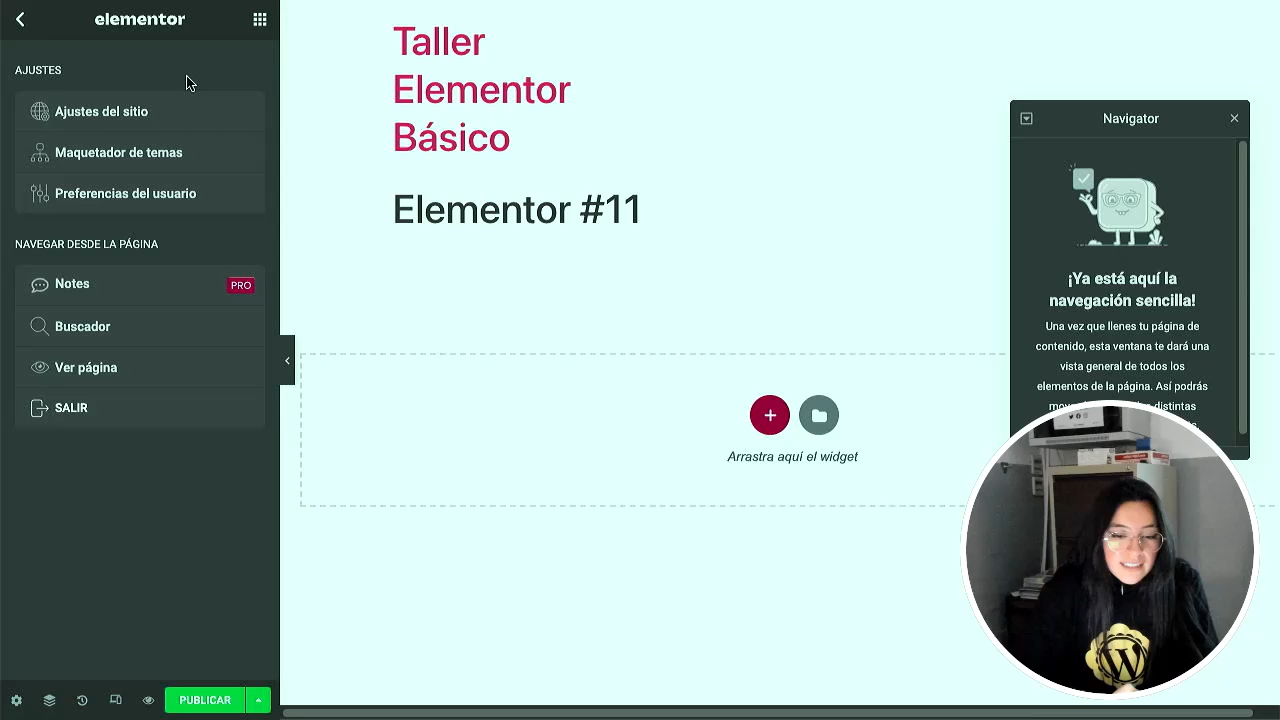 elementor
AJUSTES
Ajustes del sitio
Maquetador de temas
Preferencias del usuario
NAVEGAR DESDE LA PÁGINA
Notes PRO
Buscador
Ver página
SALIR
PUBLICAR
Taller
Elementor
Básico
Elementor #11
Arrastra aquí el widget
Navigator
¡Ya está aquí la
navegación sencilla!
Una vez que llenes tu página de
contenido, esta ventana te dará una
vista general de todos los
elementos de la página. Así podrás
distintas
W